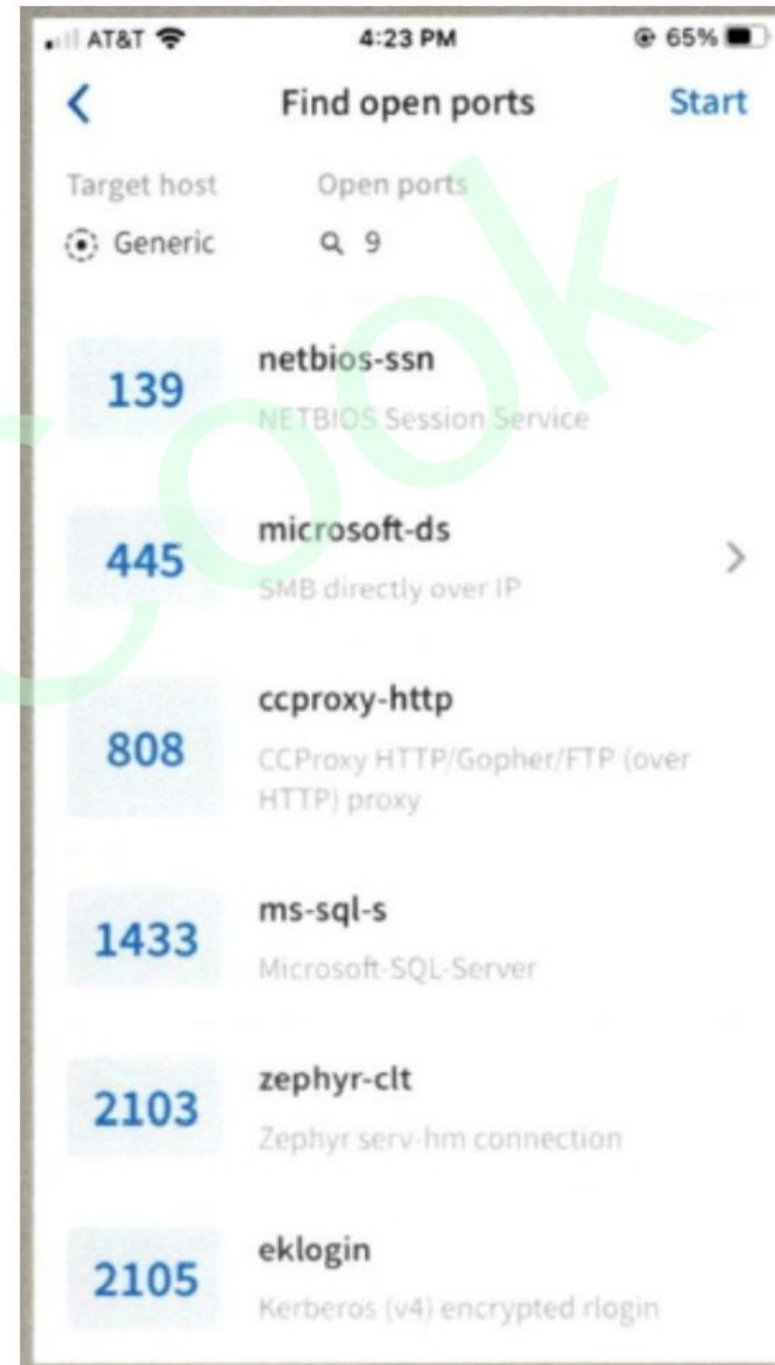 AT&T 4:23 PM 65%
Find open ports Start
Target host Open ports
Generic 9
139 netbios-ssn
NETBIOS Session Service
445 microsoft-ds
SMB directly over IP
808 ccproxy-http
CCProxy HTTP/Gopher/FTP (over
HTTP) proxy
1433 ms-sql-s
Microsoft-SQL-Server
2103 zephyr-clt
Zephyr serv-hm connection
2105 eklogin
Kerberos (v4) encrypted rlogin
Cook